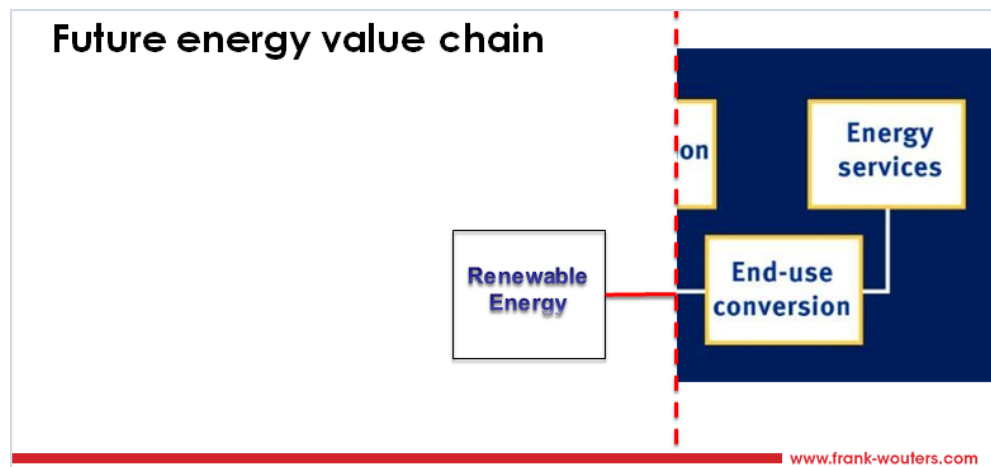 Future energy value chain
on
Energy
services
Renewable
Energy
End-use
conversion
www.frank-wouters.com